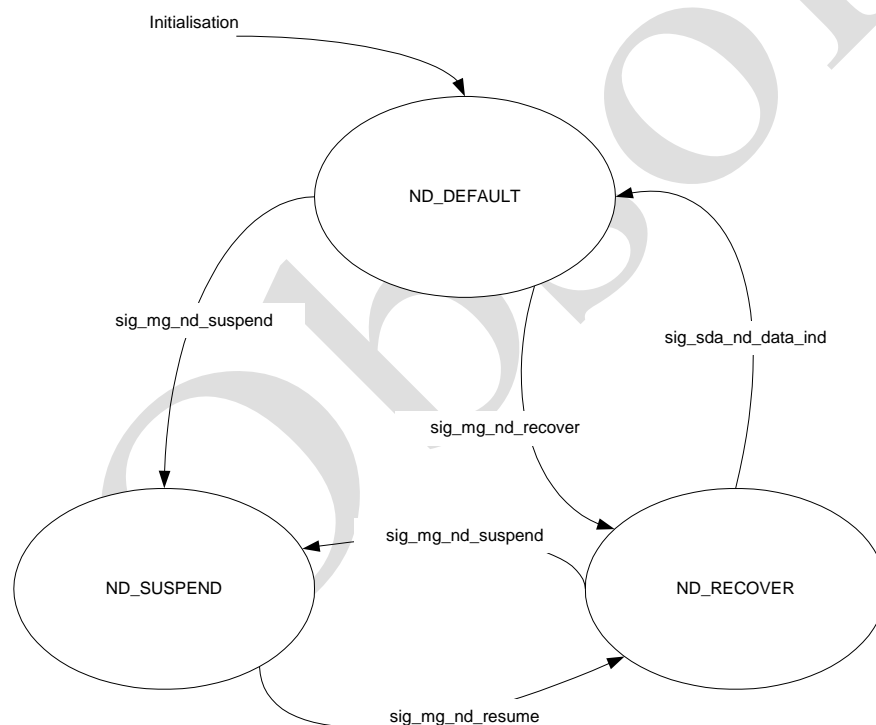 Initialisation
ND_DEFAULT
sig_mg_nd_suspend
sig_sda_nd_data_ind
sig_mg_nd_recover
sig_mg_nd_suspend
ND_SUSPEND
ND_RECOVER
sig_mg_nd_resume